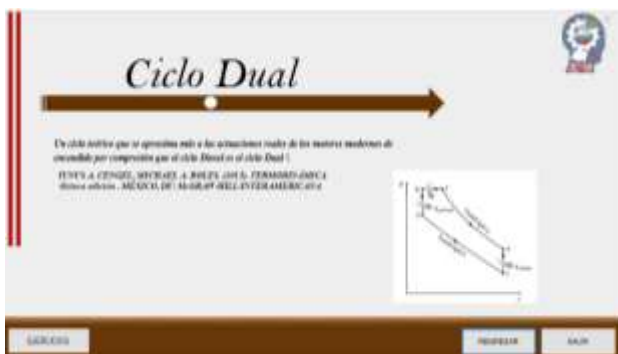 Ciclo Dual
Un ciclo teórico que se aproxima más a las actuaciones reales de los motores modernos de
encendido por compresión que el ciclo Diesel es el ciclo Dual
YUNUS A. CENGEL, MICHAEL A. BOLES. TERMODINÁMICA
edición. MÉXICO, DF: McGRAW-HILL/INTERAMERICANA
EJERCICIO
REGRESAR
SALIR